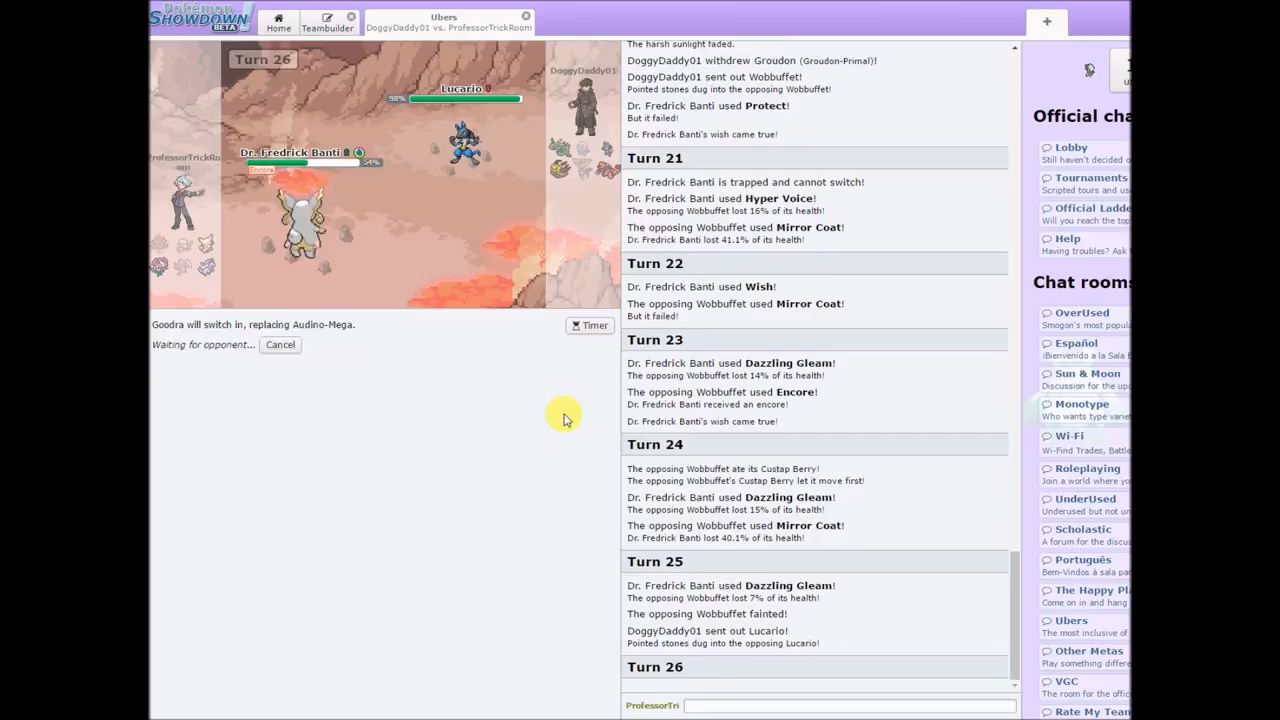 Pokémon
SHOWDOWN!
BETA
Home
Teambuilder
Ubers
DoggyDaddy01 vs. ProfessorTrickRoom
+
Turn 26
Lucario
98%
Dr. Fredrick Banti
54%
Encore
DoggyDaddy01
ProfessorTrickRo
om
Goodra will switch in, replacing Audino-Mega.
Timer
Waiting for opponent...
Cancel
The harsh sunlight faded.
DoggyDaddy01 withdrew Groudon (Groudon-Primal)!
DoggyDaddy01 sent out Wobbuffet!
Pointed stones dug into the opposing Wobbuffet!
Dr. Fredrick Banti used Protect!
But it failed!
Dr. Fredrick Banti's wish came true!
Turn 21
Dr. Fredrick Banti is trapped and cannot switch!
Dr. Fredrick Banti used Hyper Voice!
The opposing Wobbuffet lost 16% of its health!
The opposing Wobbuffet used Mirror Coat!
Dr. Fredrick Banti lost 41.1% of its health!
Turn 22
Dr. Fredrick Banti used Wish!
The opposing Wobbuffet used Mirror Coat!
But it failed!
Turn 23
Dr. Fredrick Banti used Dazzling Gleam!
The opposing Wobbuffet lost 14% of its health!
The opposing Wobbuffet used Encore!
Dr. Fredrick Banti received an encore!
Dr. Fredrick Banti's wish came true!
Turn 24
The opposing Wobbuffet ate its Custap Berry!
The opposing Wobbuffet's Custap Berry let it move first!
Dr. Fredrick Banti used Dazzling Gleam!
The opposing Wobbuffet lost 15% of its health!
The opposing Wobbuffet used Mirror Coat!
Dr. Fredrick Banti lost 40.1% of its health!
Turn 25
Dr. Fredrick Banti used Dazzling Gleam!
The opposing Wobbuffet lost 7% of its health!
The opposing Wobbuffet fainted!
DoggyDaddy01 sent out Lucario!
Pointed stones dug into the opposing Lucario!
Turn 26
ProfessorTri
Official cha
Lobby
Still haven't decided o
Tournaments
Scripted tours and us
Official Ladde
Will you reach the top
Help
Having troubles? Ask
Chat rooms
OverUsed
Smogon's most popula
Español
¡Bienvenido a la Sala E
Sun & Moon
Discussion for the up
Monotype
Who wants type varie
Wi-Fi
Wi-Find Trades, Battle
Roleplaying
Join a world where yo
UnderUsed
Underused but not un
Scholastic
A forum for the discus
Português
Bem-Vindos à sala par
The Happy Pl
Come on in and hang
Ubers
The most inclusive of
Other Metas
Play something differe
VGC
The room for the offic
Rate My Team